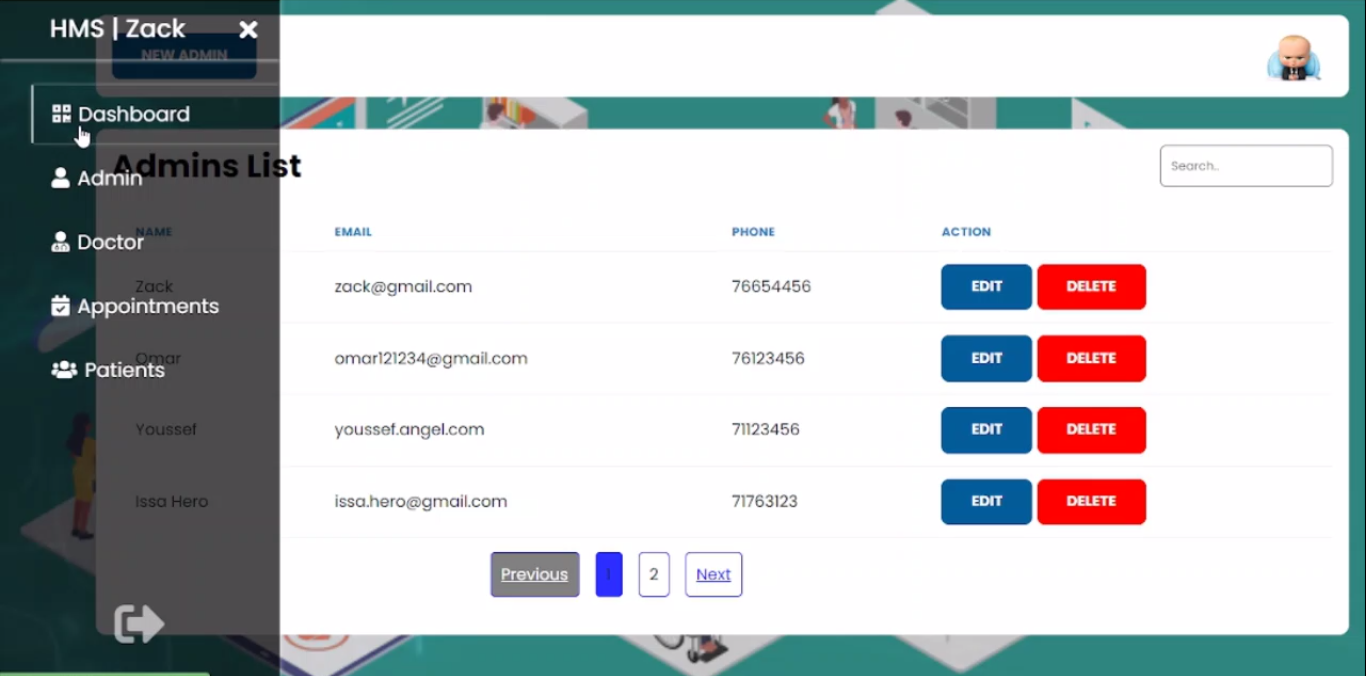 HMS | Zack
NEW ADMIN
Dashboard
Admin
Doctor
Appointments
Patients
Admins List
Search..
NAME EMAIL PHONE ACTION
Zack zack@gmail.com 76654456 EDIT DELETE
Omar omar121234@gmail.com 76123456 EDIT DELETE
Youssef youssef.angel.com 71123456 EDIT DELETE
Issa Hero issa.hero@gmail.com 71763123 EDIT DELETE
Previous 1 2 Next